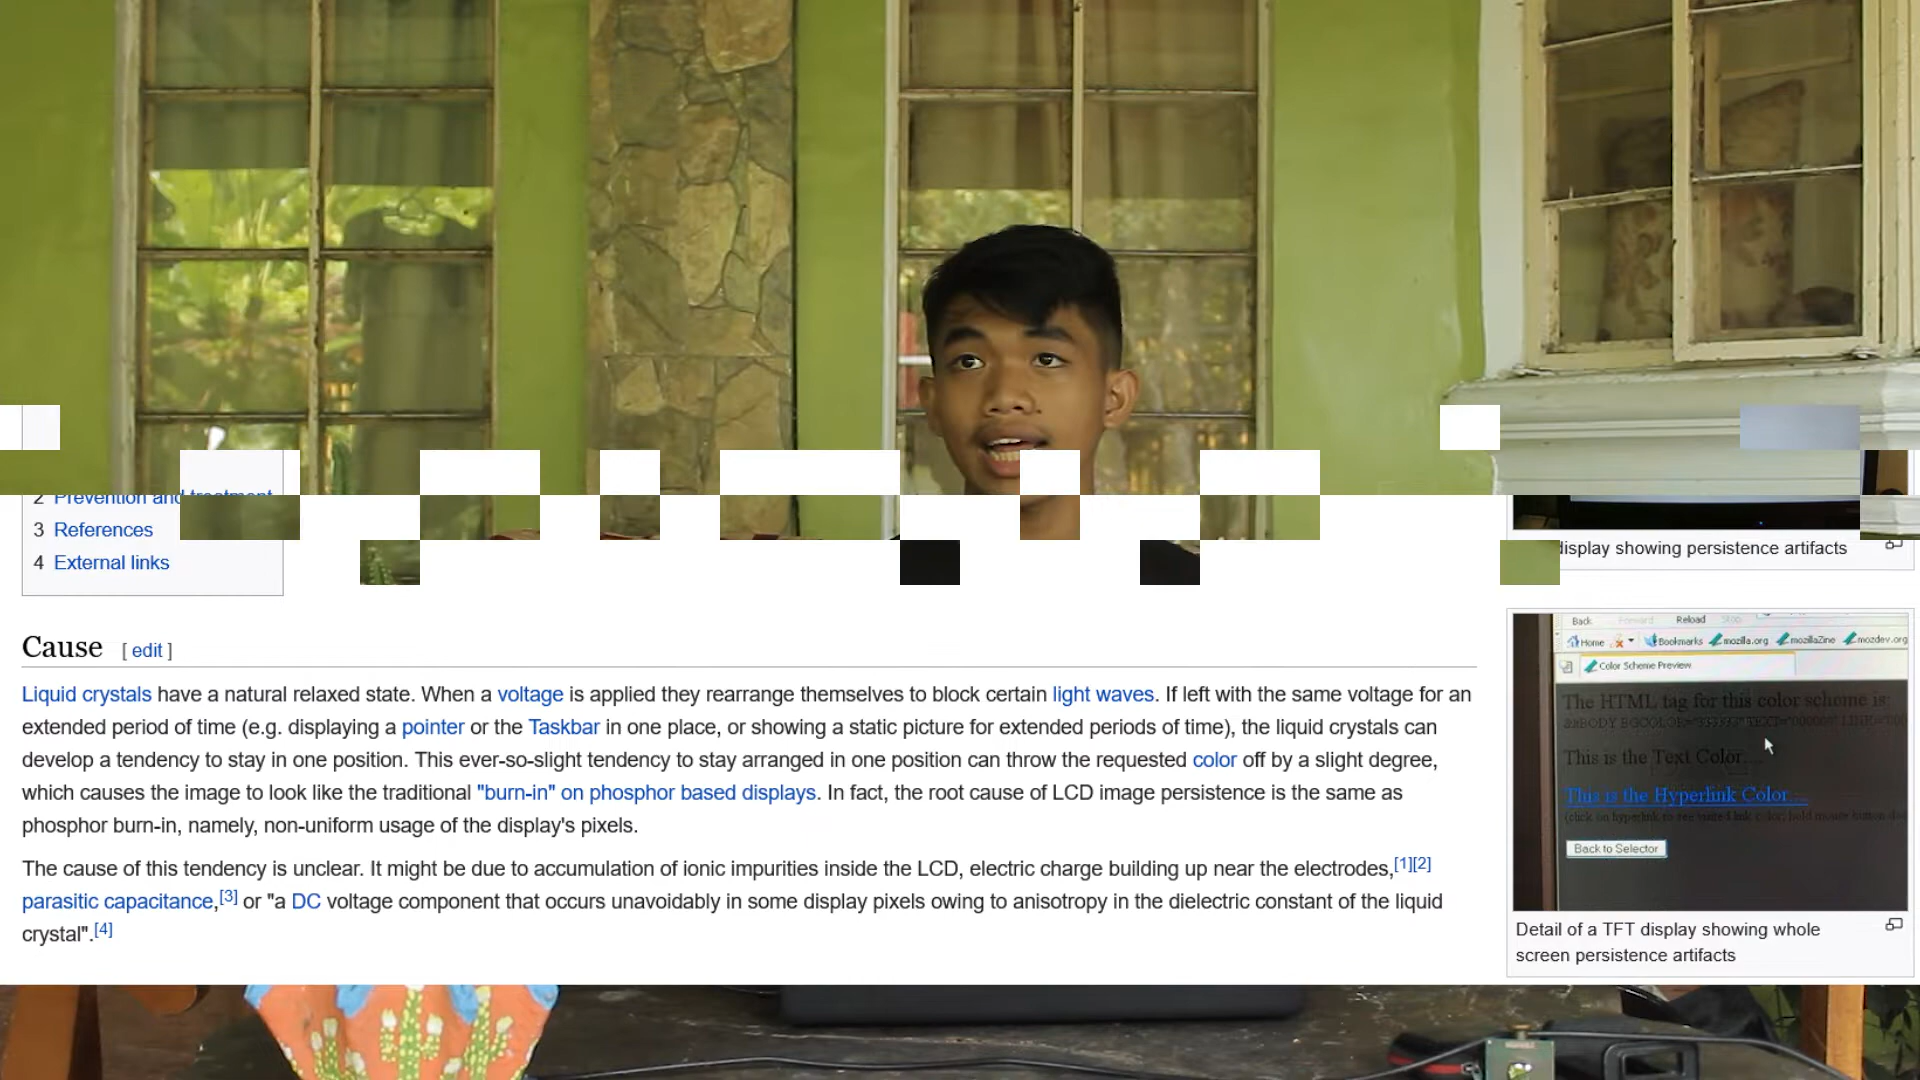 2 Prevention and treatment
3 References
4 External links
display showing persistence artifacts
Cause [ edit ]
Liquid crystals have a natural relaxed state. When a voltage is applied they rearrange themselves to block certain light waves. If left with the same voltage for an
extended period of time (e.g. displaying a pointer or the Taskbar in one place, or showing a static picture for extended periods of time), the liquid crystals can
develop a tendency to stay in one position. This ever-so-slight tendency to stay arranged in one position can throw the requested color off by a slight degree,
which causes the image to look like the traditional "burn-in" on phosphor based displays. In fact, the root cause of LCD image persistence is the same as
phosphor burn-in, namely, non-uniform usage of the display's pixels.
The cause of this tendency is unclear. It might be due to accumulation of ionic impurities inside the LCD, electric charge building up near the electrodes,[1][2]
parasitic capacitance,[3] or "a DC voltage component that occurs unavoidably in some display pixels owing to anisotropy in the dielectric constant of the liquid
crystal".[4]
Back Forward Reload Stop
Home Bookmarks mozilla.org mozillaZine mozdev.org
Color Scheme Preview
The HTML tag for this color scheme is:
This is the Text Color....
This is the Hyperlink Color....
Back to Selector
Detail of a TFT display showing whole
screen persistence artifacts